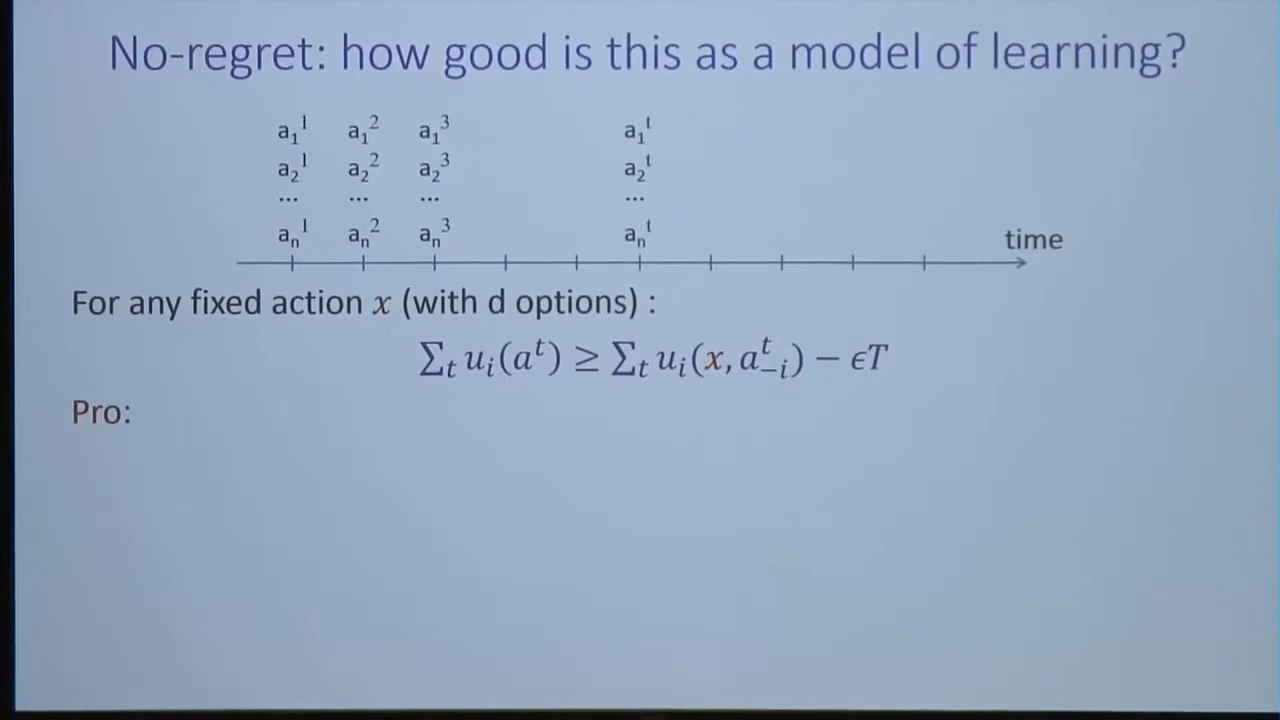 No-regret: how good is this as a model of learning?
a₁¹ a₁² a₁³ a₁ᵗ
a₂¹ a₂² a₂³ a₂ᵗ
... ... ... ...
aₙ¹ aₙ² aₙ³ aₙᵗ
time
For any fixed action x (with d options) :
∑ₜ uᵢ(aᵗ) ≥ ∑ₜ uᵢ(x, a₋ᵢᵗ) − ϵT
Pro: